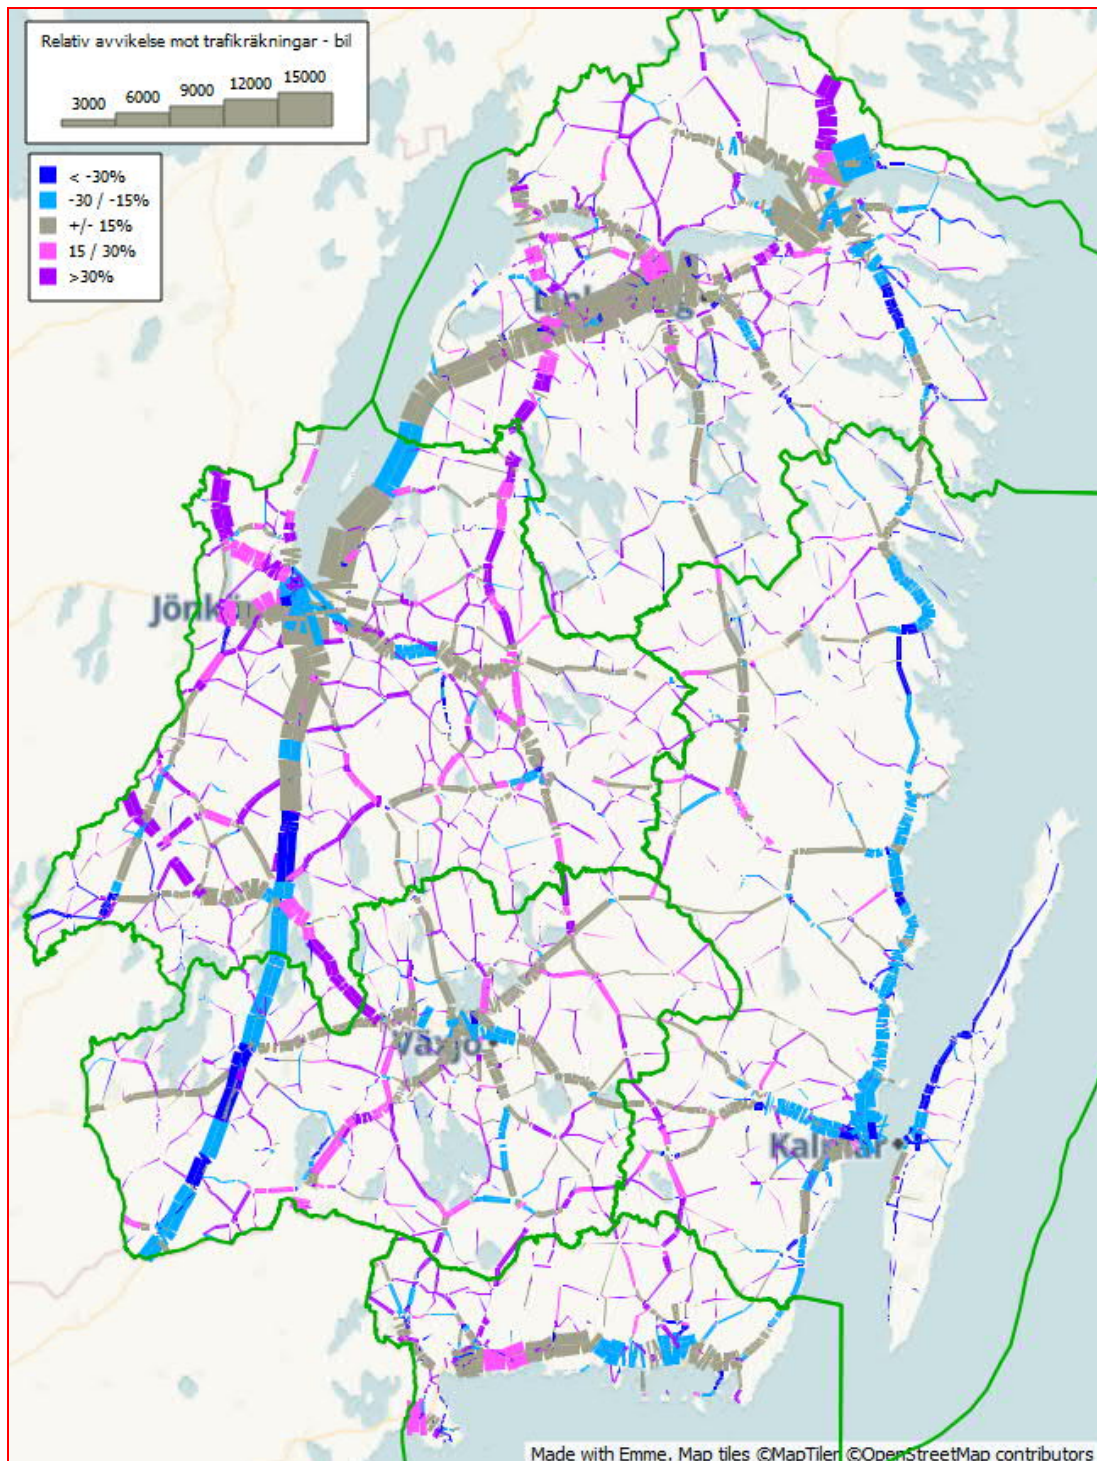 Relativ avvikelse mot trafikräkningar - bil
3000 6000 9000 12000 15000
< -30%
-30 / -15%
+/- 15%
15 / 30%
>30%
Växjö
Kalmar
Made with Emme. Map tiles ©MapTiler ©OpenStreetMap contributors